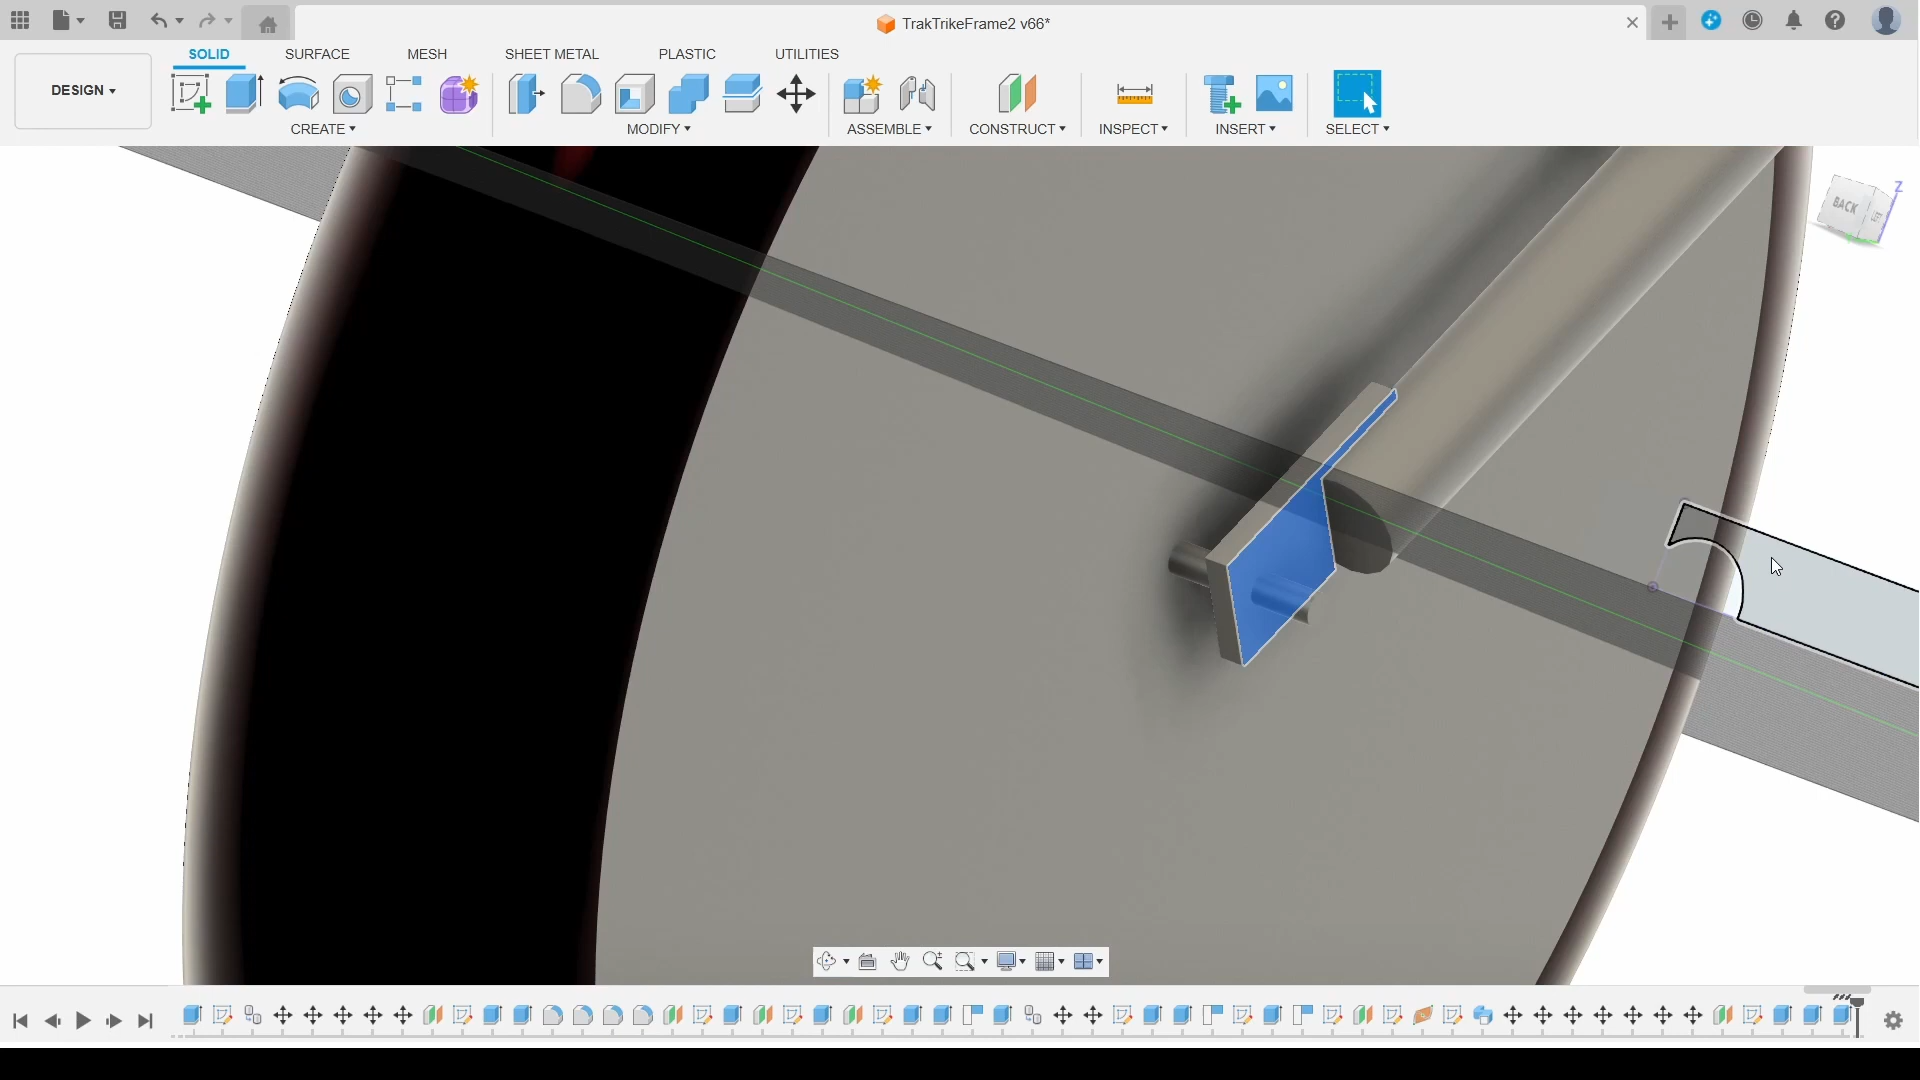 TrakTrikeFrame2 v66*
DESIGN
SOLID
SURFACE
MESH
SHEET METAL
PLASTIC
UTILITIES
CREATE
MODIFY
ASSEMBLE
CONSTRUCT
INSPECT
INSERT
SELECT
BACK
Z